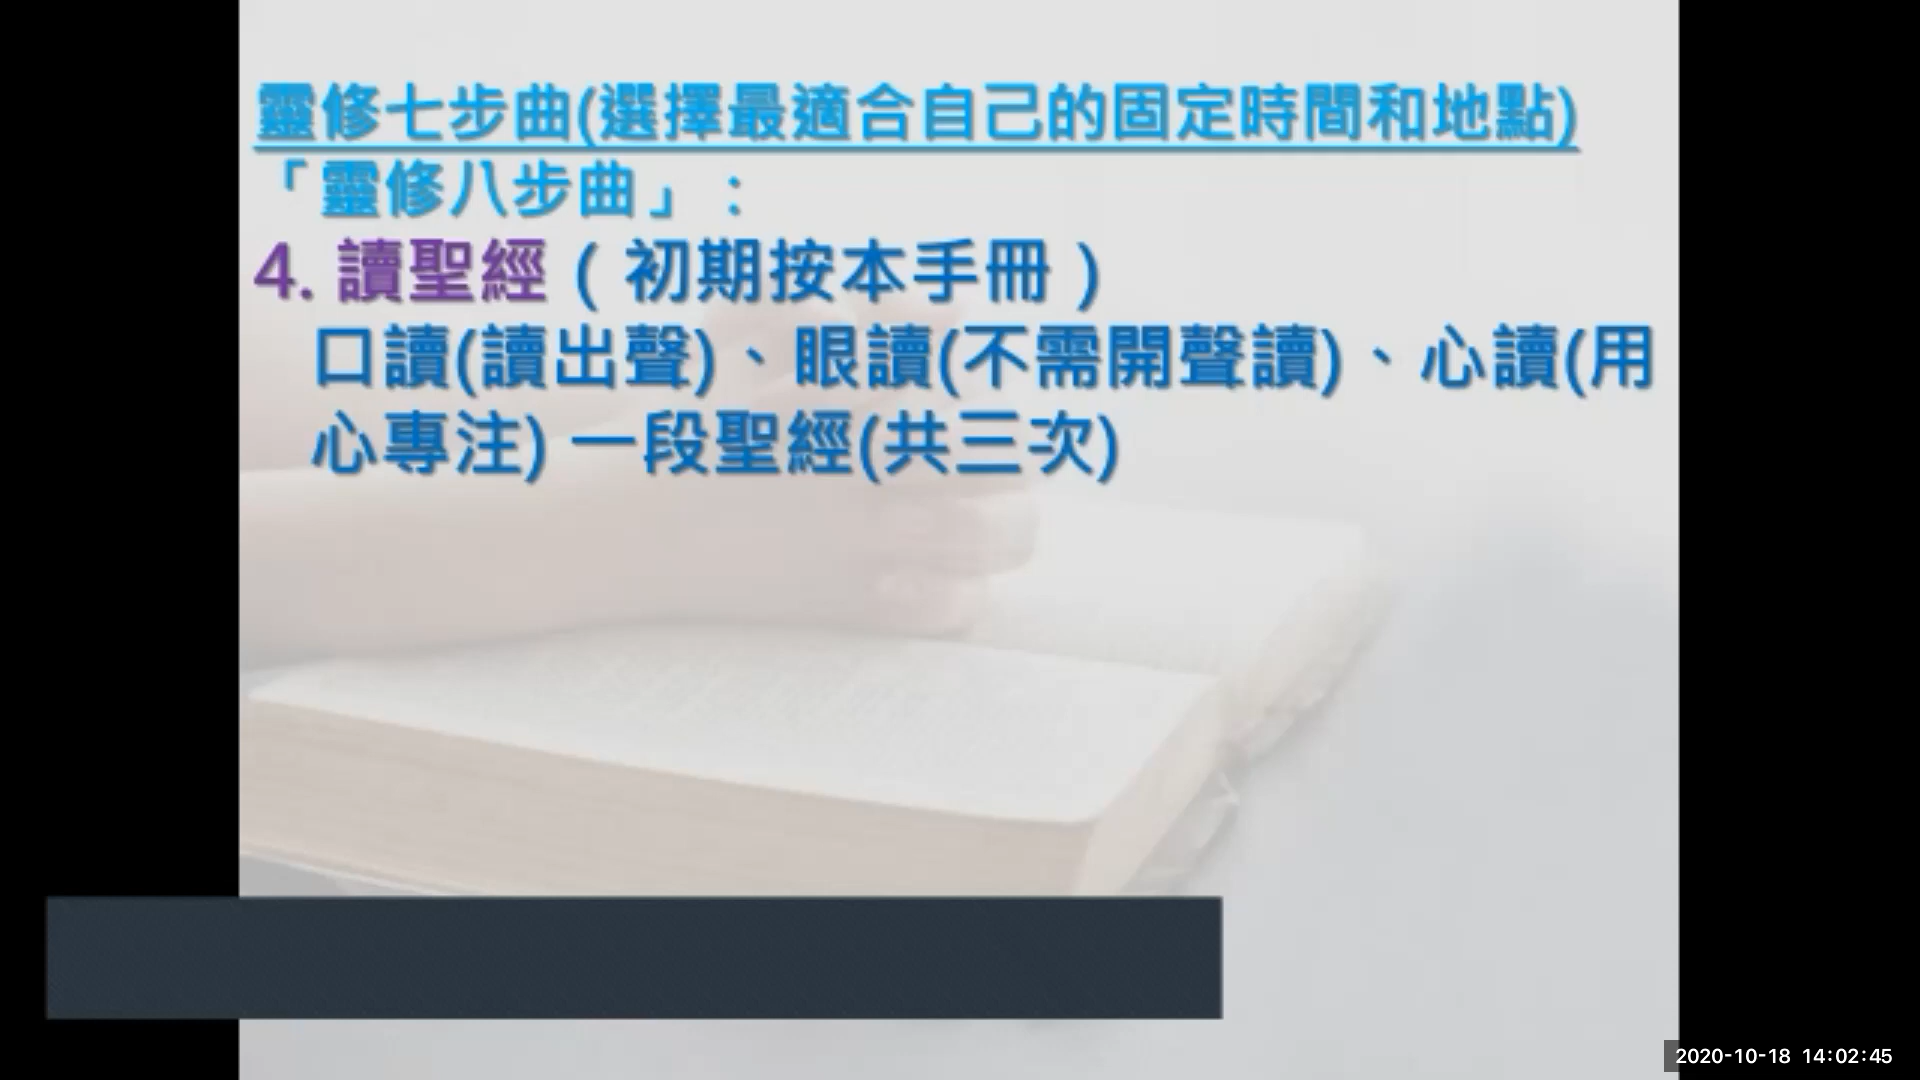 靈修七步曲(選擇最適合自己的固定時間和地點)
「靈修八步曲」：
4. 讀聖經（初期按本手冊）
口讀(讀出聲)、眼讀(不需開聲讀)、心讀(用
心專注) 一段聖經(共三次)
2020-10-18 14:02:45